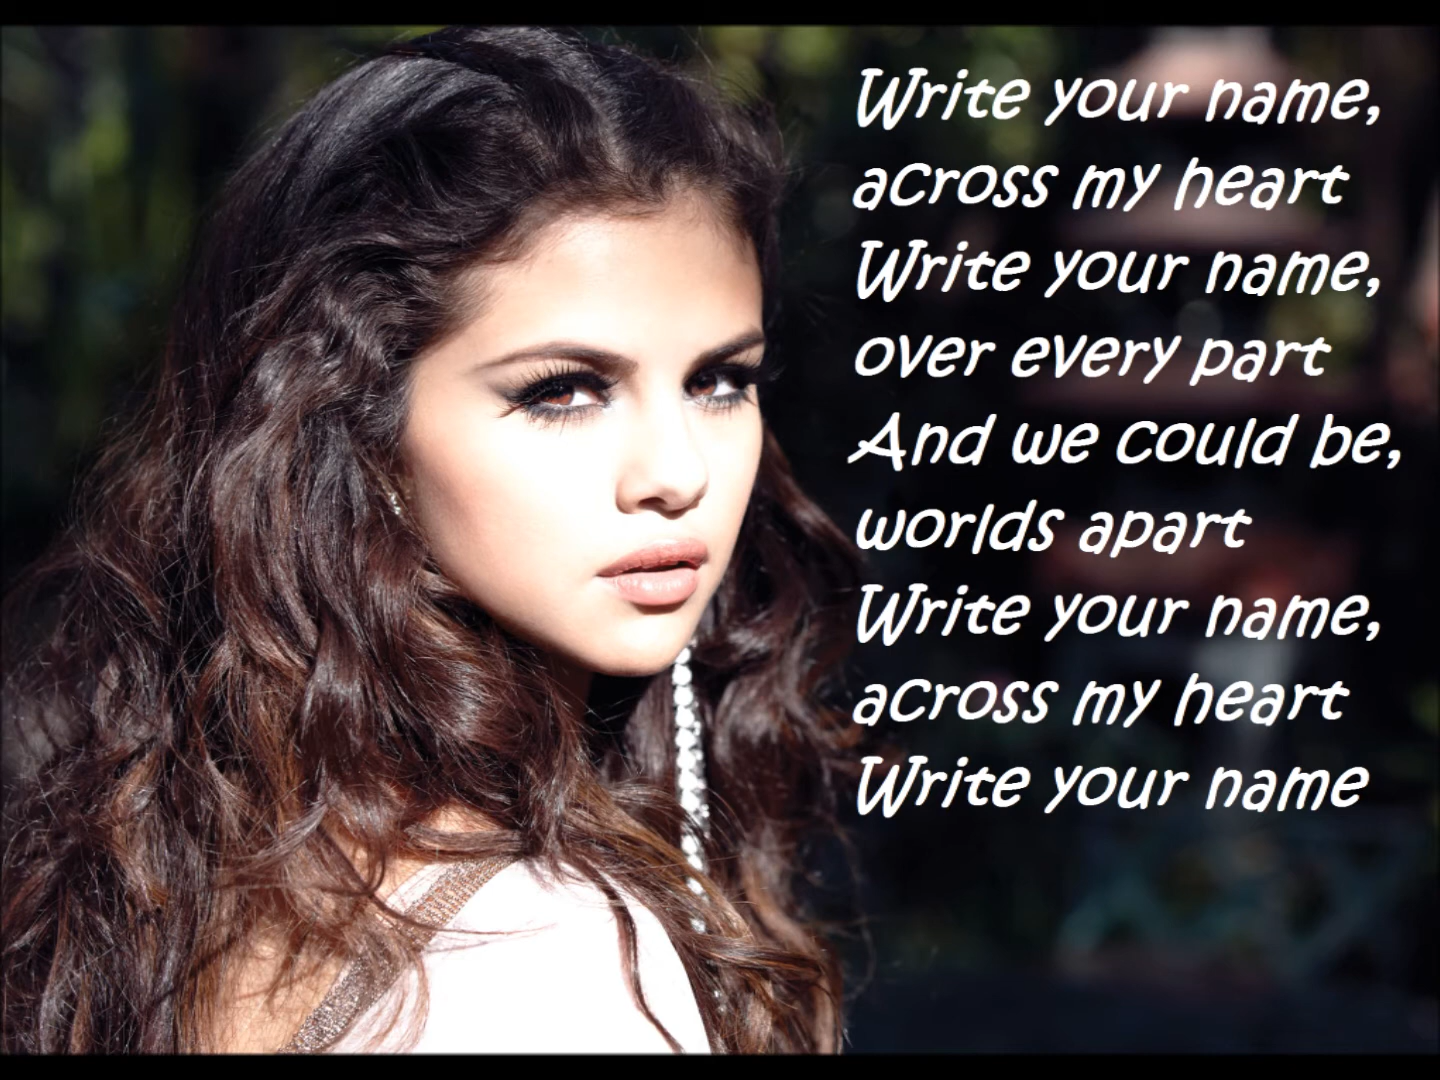 Write your name,
across my heart
Write your name,
over every part
And we could be,
worlds apart
Write your name,
across my heart
Write your name